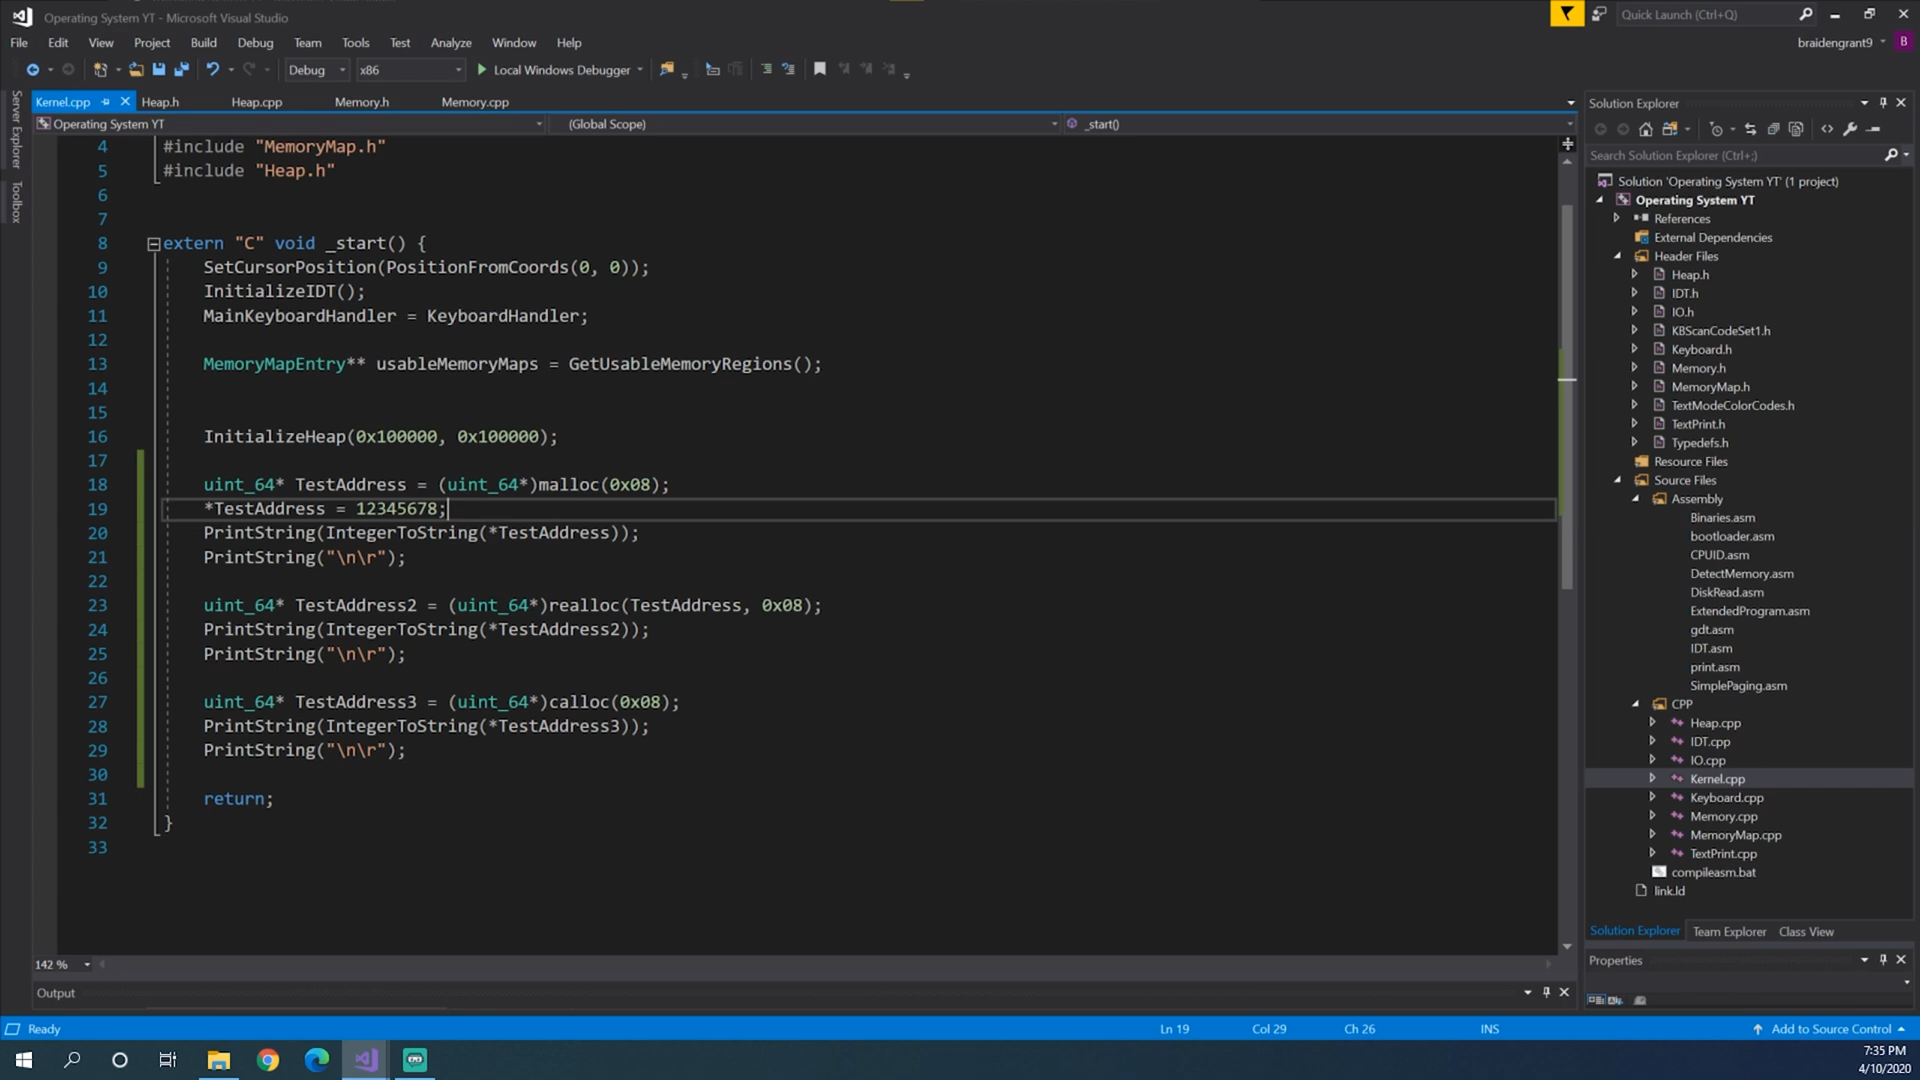 Operating System YT - Microsoft Visual Studio
Quick Launch (Ctrl+Q)
File Edit View Project Build Debug Team Tools Test Analyze Window Help
braidengrant9 B
Debug x86 Local Windows Debugger
Server Explorer
Toolbox
Kernel.cpp Heap.h Heap.cpp Memory.h Memory.cpp
Operating System YT (Global Scope) _start()
4 #include "MemoryMap.h"
5 #include "Heap.h"
6
7
8 extern "C" void _start() {
9 SetCursorPosition(PositionFromCoords(0, 0));
10 InitializeIDT();
11 MainKeyboardHandler = KeyboardHandler;
12
13 MemoryMapEntry** usableMemoryMaps = GetUsableMemoryRegions();
14
15
16 InitializeHeap(0x100000, 0x100000);
17
18 uint_64* TestAddress = (uint_64*)malloc(0x08);
19 *TestAddress = 12345678;
20 PrintString(IntegerToString(*TestAddress));
21 PrintString("\n\r");
22
23 uint_64* TestAddress2 = (uint_64*)realloc(TestAddress, 0x08);
24 PrintString(IntegerToString(*TestAddress2));
25 PrintString("\n\r");
26
27 uint_64* TestAddress3 = (uint_64*)calloc(0x08);
28 PrintString(IntegerToString(*TestAddress3));
29 PrintString("\n\r");
30
31 return;
32 }
33
142 %
Output
Solution Explorer
Search Solution Explorer (Ctrl+;)
Solution 'Operating System YT' (1 project)
Operating System YT
References
External Dependencies
Header Files
Heap.h
IDT.h
IO.h
KBScanCodeSet1.h
Keyboard.h
Memory.h
MemoryMap.h
TextModeColorCodes.h
TextPrint.h
Typedefs.h
Resource Files
Source Files
Assembly
Binaries.asm
bootloader.asm
CPUID.asm
DetectMemory.asm
DiskRead.asm
ExtendedProgram.asm
gdt.asm
IDT.asm
print.asm
SimplePaging.asm
CPP
Heap.cpp
IDT.cpp
IO.cpp
Kernel.cpp
Keyboard.cpp
Memory.cpp
MemoryMap.cpp
TextPrint.cpp
compileasm.bat
link.ld
Solution Explorer Team Explorer Class View
Properties
Ready Ln 19 Col 29 Ch 26 INS Add to Source Control
7:35 PM
4/10/2020